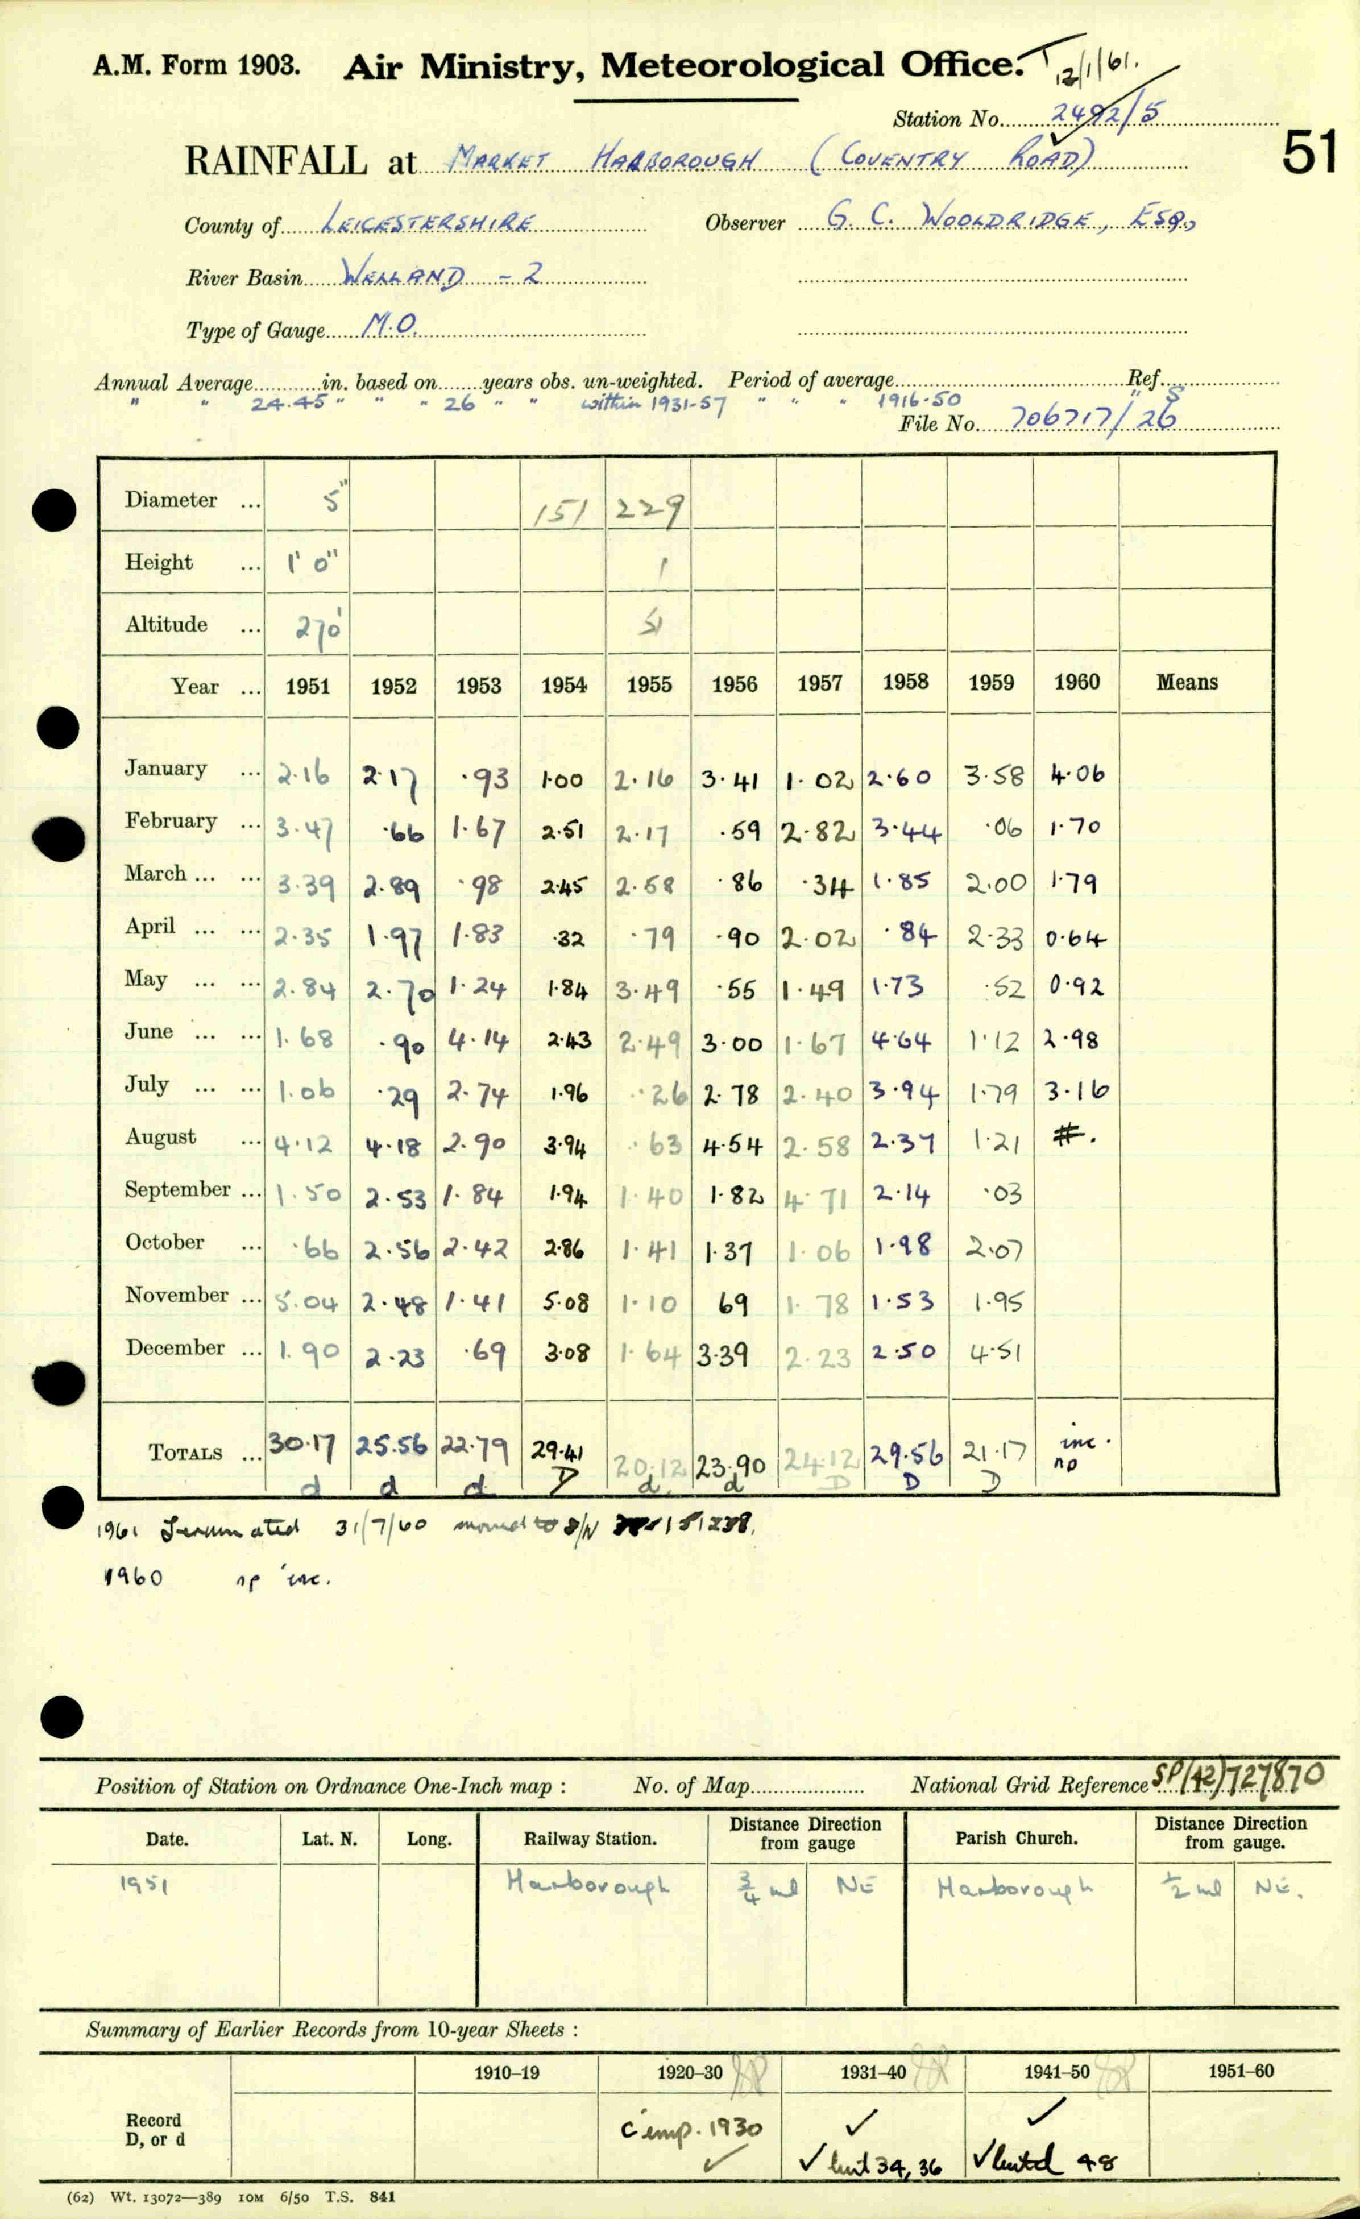 A.M. Form 1903. Air Ministry, Meteorological Office. T 12/1/61.
Station No. 2492/5
RAINFALL at MARKET HARBOROUGH (COVENTRY ROAD) 51
County of LEICESTERSHIRE Observer G. C. WOOLDRIDGE, ESQ.,
River Basin WELLAND - 2
Type of Gauge M.O.
Annual Average in. based on years obs. un-weighted. Period of average Ref.
" " 24.45 " " " 26 " " within 1931-57 " " " 1916-50 " S
File No. 706717/26
Diameter ... 5" 151 229
Height ... 1' 0" 1
Altitude ... 270'
Year ... 1951 1952 1953 1954 1955 1956 1957 1958 1959 1960 Means
January ... 2.16 2.17 .93 1.00 2.16 3.41 1.02 2.60 3.58 4.06
February ... 3.47 .66 1.67 2.51 2.17 .59 2.82 3.44 .06 1.70
March ... ... 3.39 2.89 .98 2.45 2.58 .86 .34 1.85 2.00 1.79
April ... ... 2.35 1.97 1.83 .32 .79 .90 2.02 .84 2.33 0.64
May ... ... 2.84 2.70 1.24 1.84 3.49 .55 1.49 1.73 .52 0.92
June ... ... 1.68 .90 4.14 2.43 2.49 3.00 1.67 4.64 1.12 2.98
July ... ... 1.06 .29 2.74 1.96 .26 2.78 2.40 3.94 1.79 3.16
August ... 4.12 4.18 2.90 3.94 .63 4.54 2.58 2.37 1.21 #.
September ... 1.50 2.53 1.84 1.94 1.40 1.82 4.71 2.14 .03
October ... .66 2.56 2.42 2.86 1.41 1.37 1.06 1.98 2.07
November ... 5.04 2.48 1.41 5.08 1.10 69 1.78 1.53 1.95
December ... 1.90 2.23 .69 3.08 1.64 3.39 2.23 2.50 4.51
TOTALS ... 30.17 25.56 22.79 29.41 20.12 23.90 24.12 29.56 21.17 inc. np
d d d D d. d D D D
1961 Terminated 31/7/60 moved to S/N 151238.
1960 np inc.
Position of Station on Ordnance One-Inch map : No. of Map National Grid Reference SP(42)727870
Date. Lat. N. Long. Railway Station. Distance Direction from gauge Parish Church. Distance Direction from gauge.
1951 Harborough 3/4 ml NE Harborough 1/2 ml NE.
Summary of Earlier Records from 10-year Sheets :
1910–19 1920–30 1931–40 1941–50 1951–60
Record D, or d
C emp. 1930 ✓ ✓
✓ ✓ but 34, 36 ✓ but d 48
(62) Wt. 13072—389 10M 6/50 T.S. 841